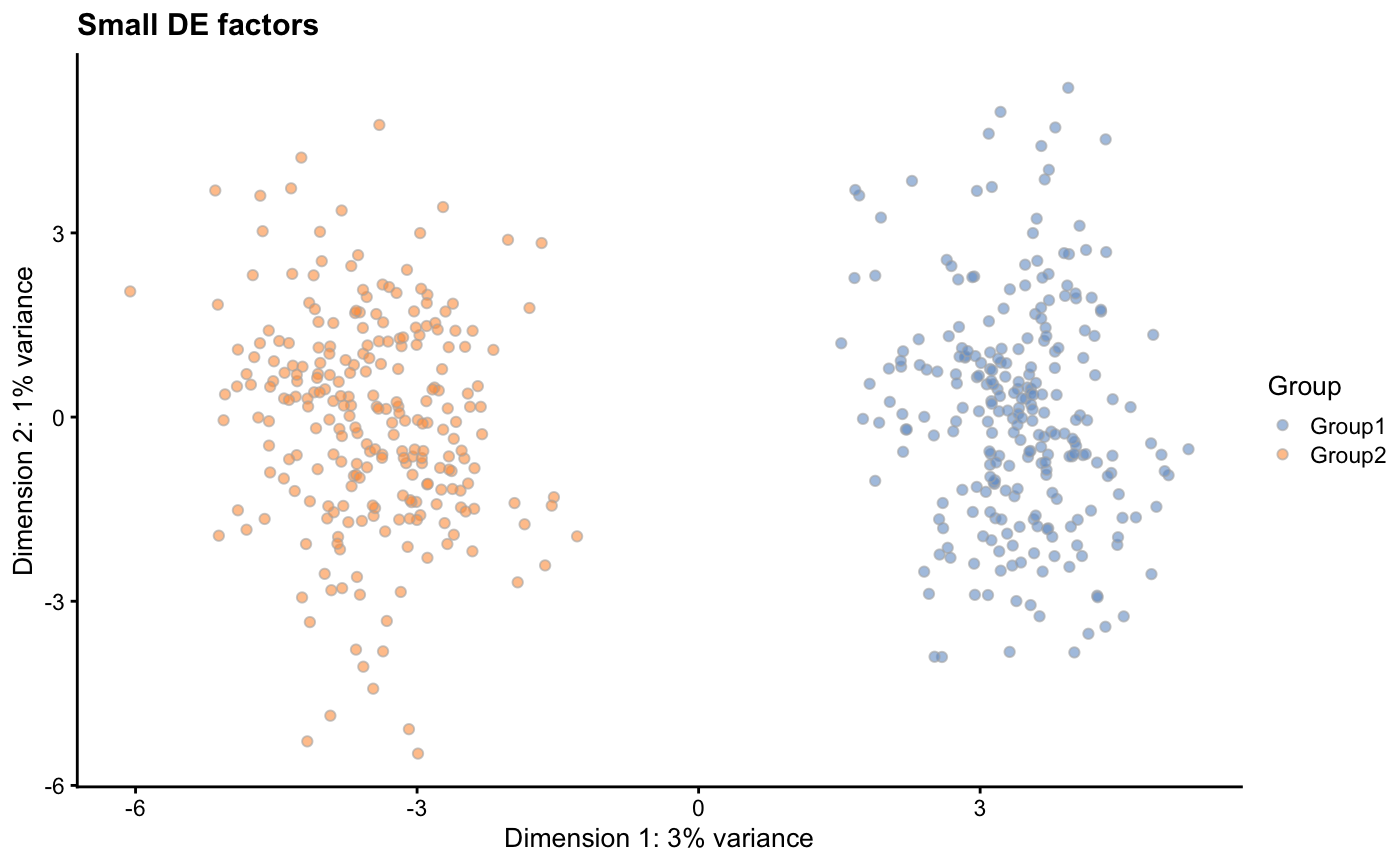 Small DE factors
Dimension 2: 1% variance
3
0
-3
-6
-6
-3
0
3
Dimension 1: 3% variance
Group
Group1
Group2